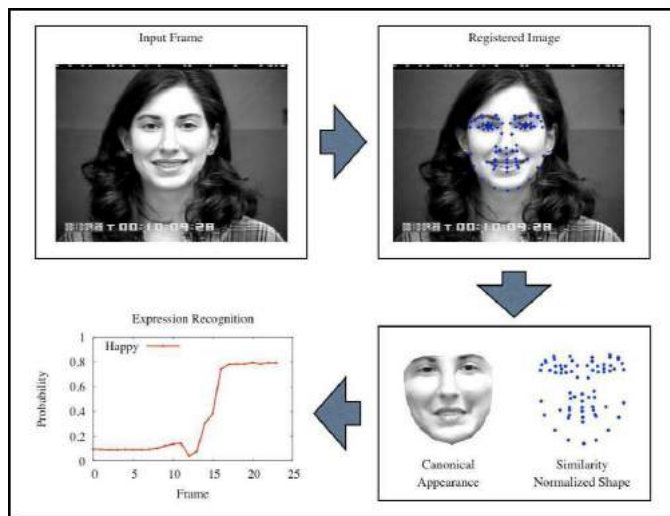 Input Frame
Registered Image
Expression Recognition
Happy
Probability
1
0.8
0.6
0.4
0.2
0
0 5 10 15 20 25
Frame
Canonical
Appearance
Similarity
Normalized Shape